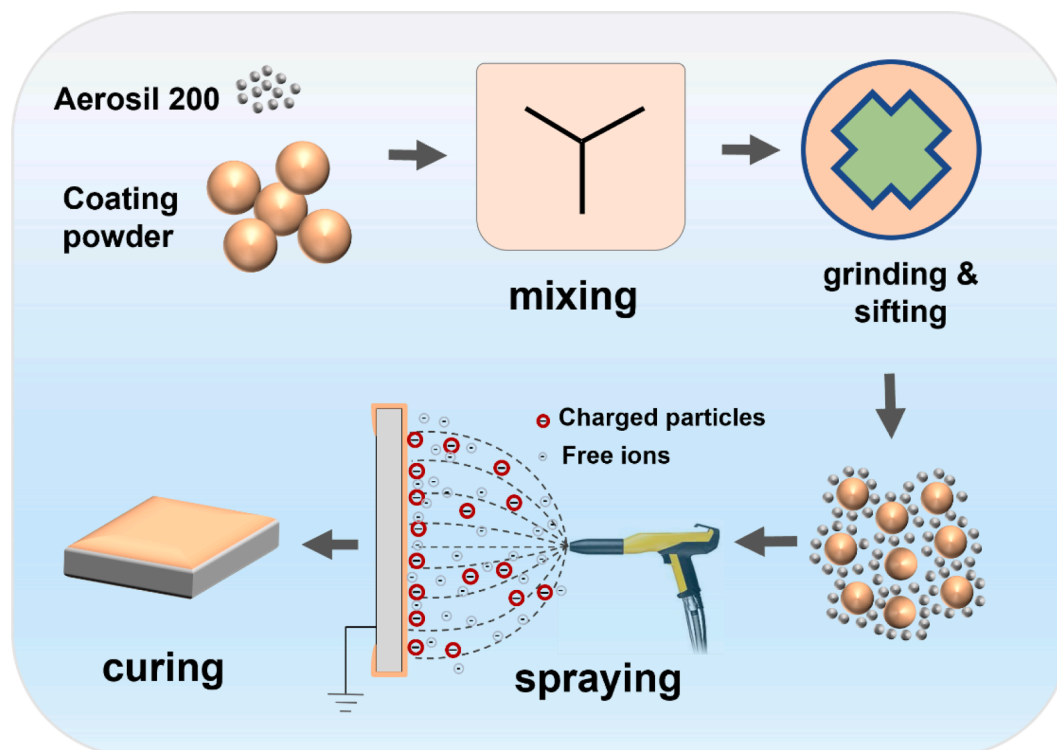 Aerosil 200
Coating
powder
mixing
grinding &
sifting
Charged particles
Free ions
curing
spraying